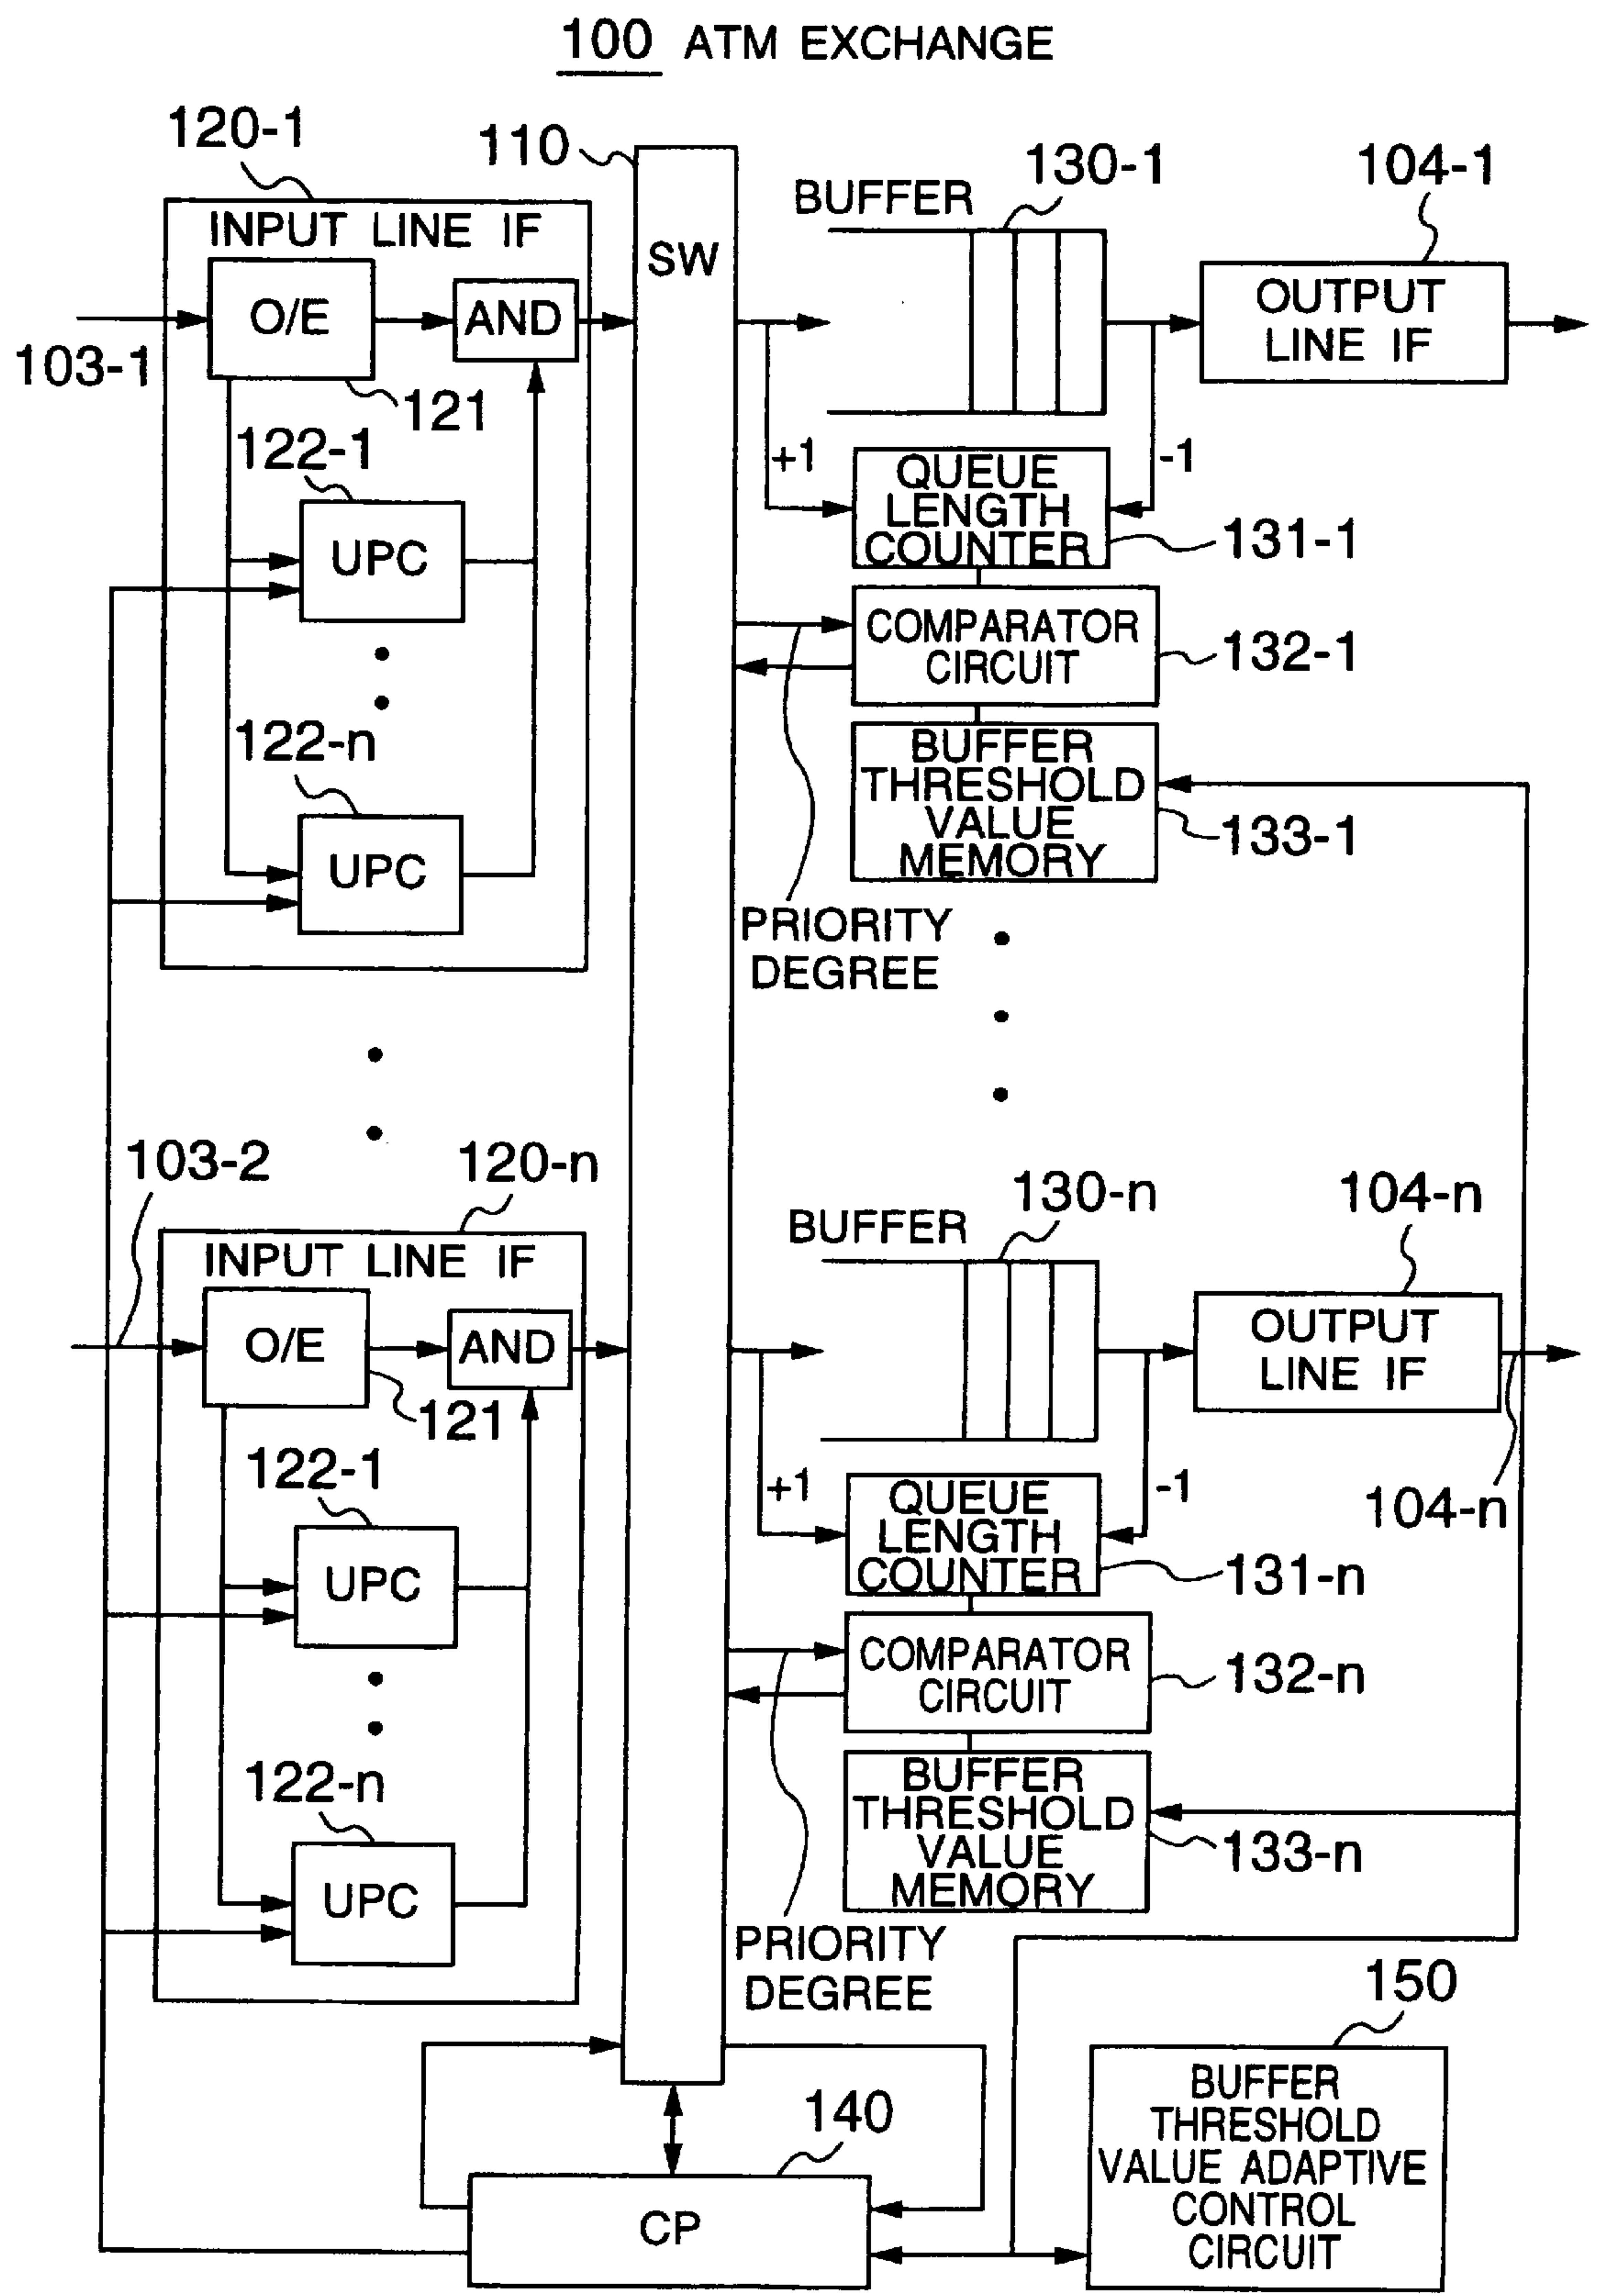 100 ATM EXCHANGE
120-1
110
130-1
104-1
BUFFER
INPUT LINE IF
SW
O/E
AND
OUTPUT
LINE IF
103-1
121
122-1
+1
-1
QUEUE
LENGTH
COUNTER
131-1
UPC
COMPARATOR
CIRCUIT
132-1
122-n
BUFFER
THRESHOLD
VALUE
MEMORY
133-1
UPC
PRIORITY
DEGREE
103-2
120-n
130-n
104-n
BUFFER
INPUT LINE IF
O/E
AND
OUTPUT
LINE IF
121
122-1
+1
-1
104-n
QUEUE
LENGTH
COUNTER
131-n
UPC
COMPARATOR
CIRCUIT
132-n
122-n
BUFFER
THRESHOLD
VALUE
MEMORY
133-n
UPC
PRIORITY
DEGREE
150
140
BUFFER
THRESHOLD
VALUE ADAPTIVE
CONTROL
CIRCUIT
CP